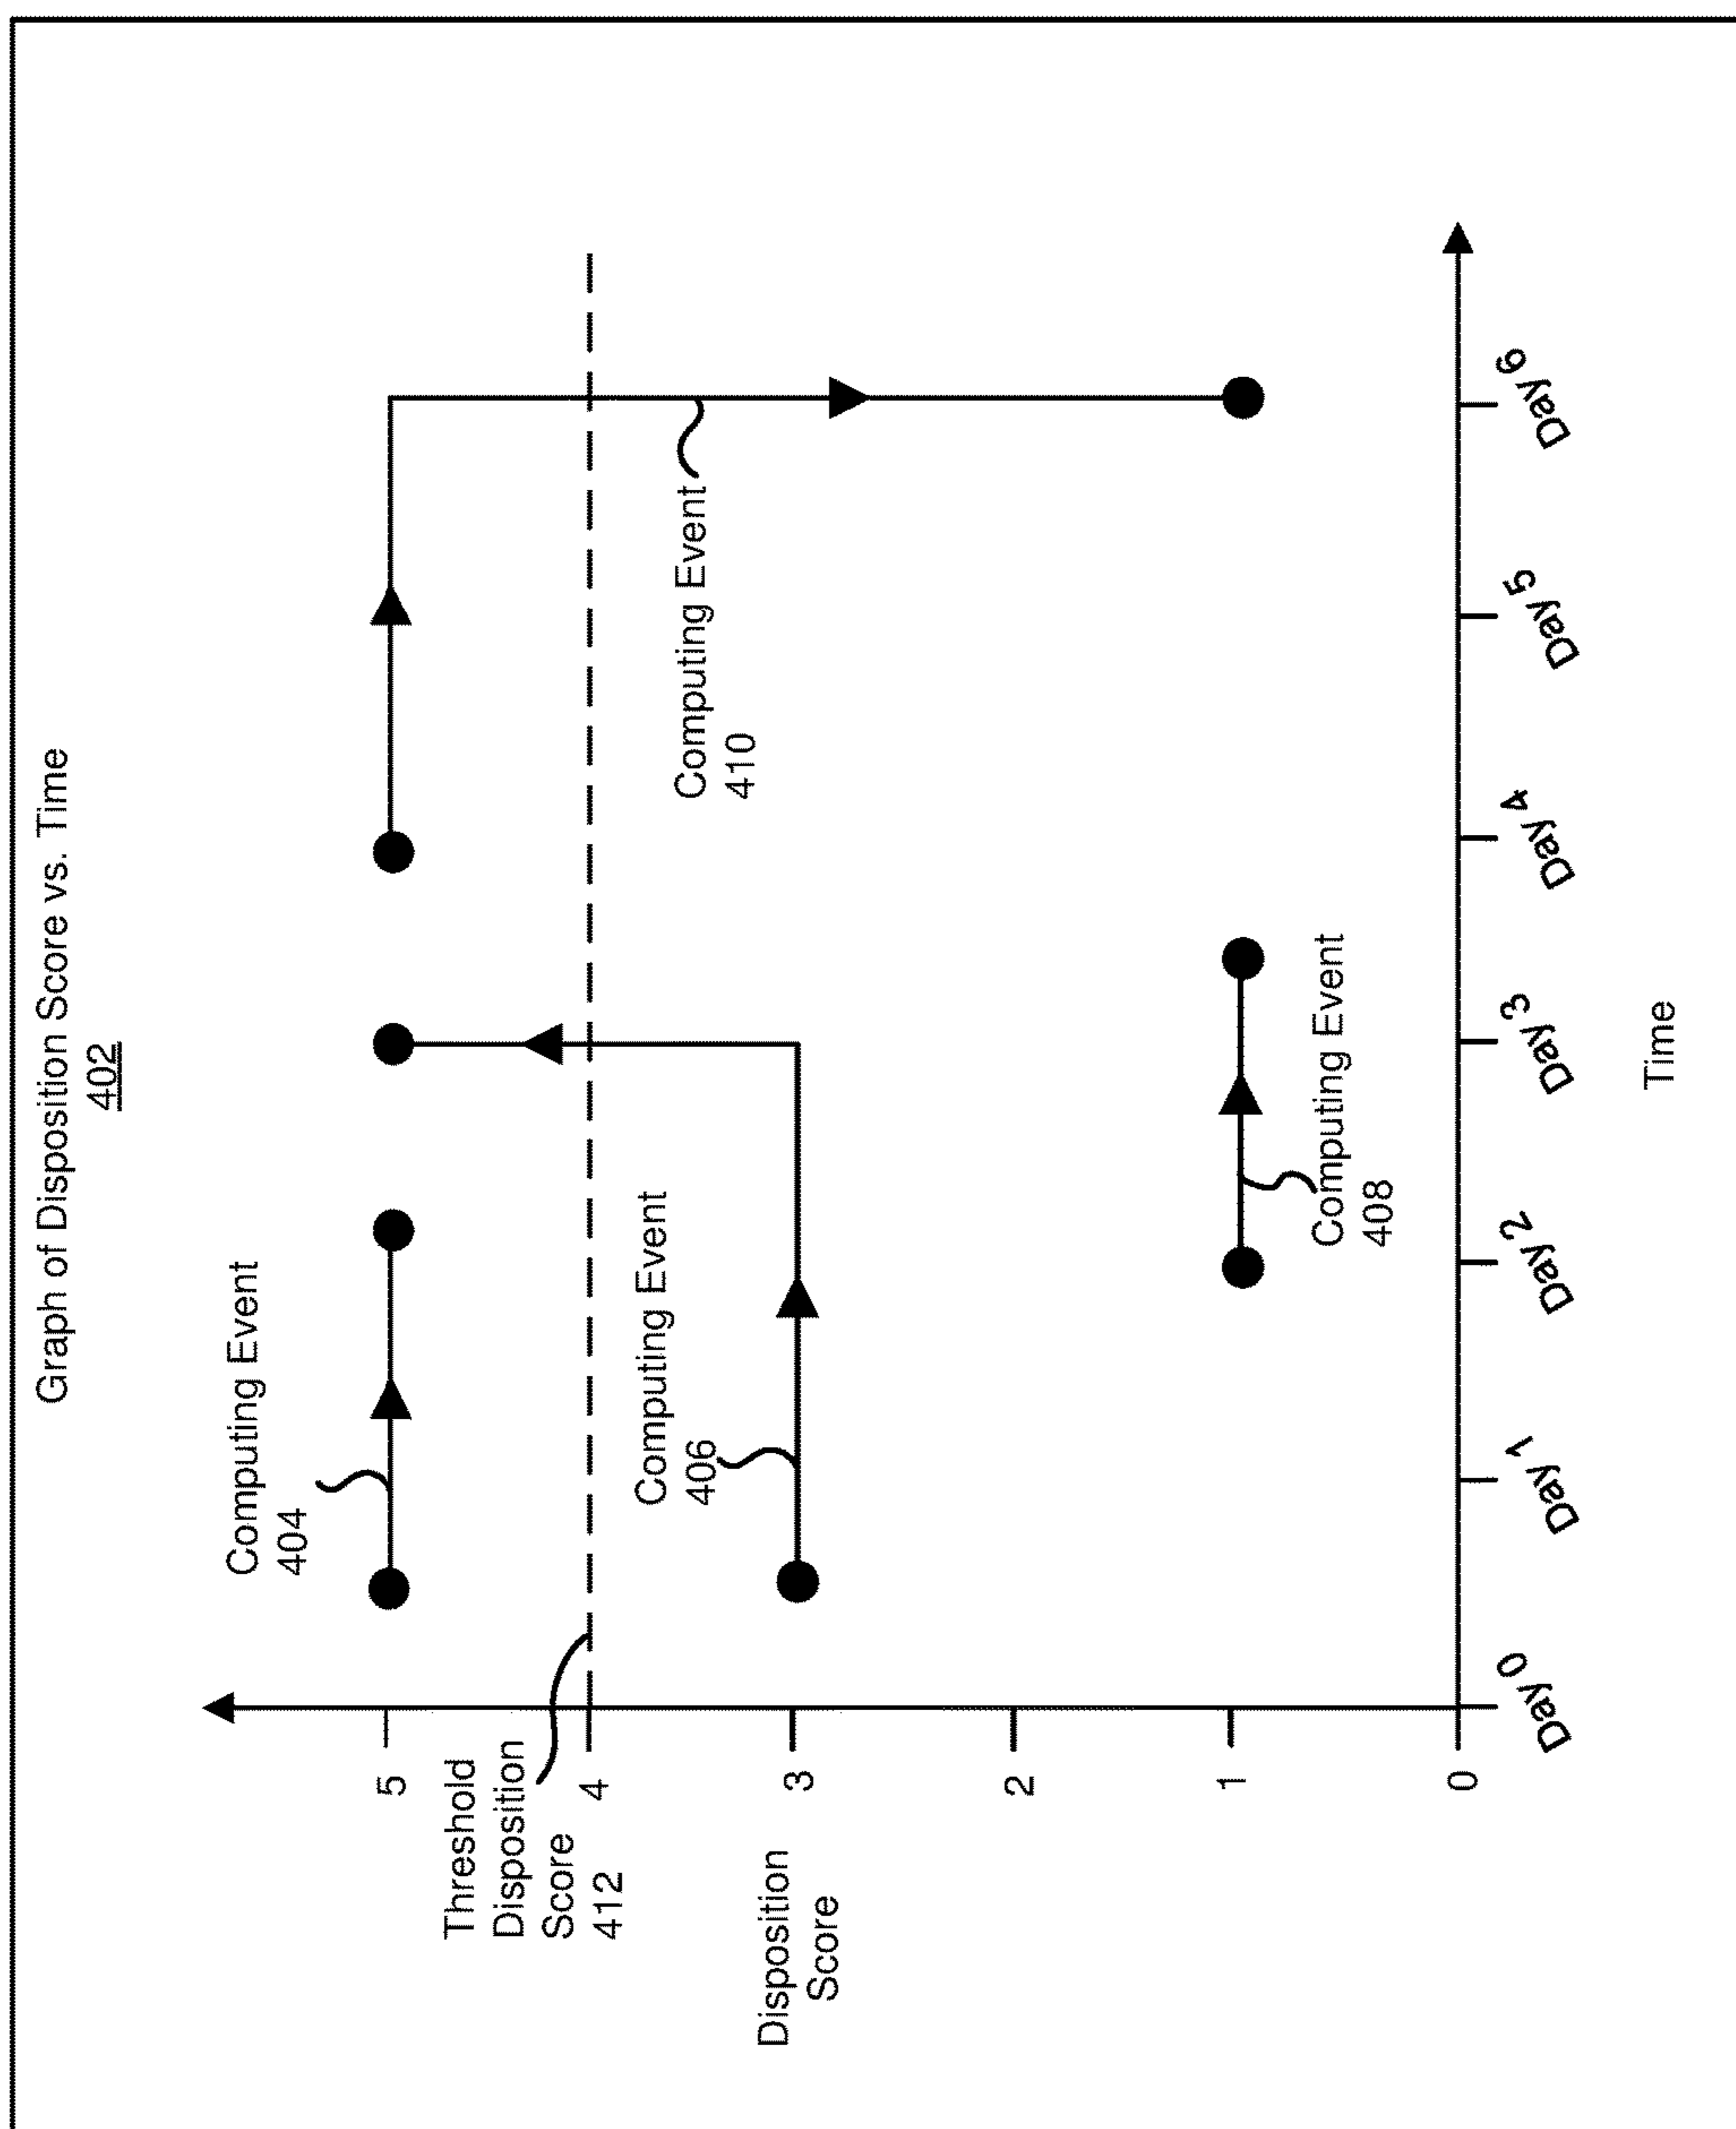 Graph of Disposition Score vs. Time
402
Computing Event
404
Threshold
Disposition
Score
412
Computing Event
406
Computing Event
410
Computing Event
408
Disposition
Score
5
4
3
2
1
0
Day 0
Day 1
Day 2
Day 3
Day 4
Day 5
Day 6
Time